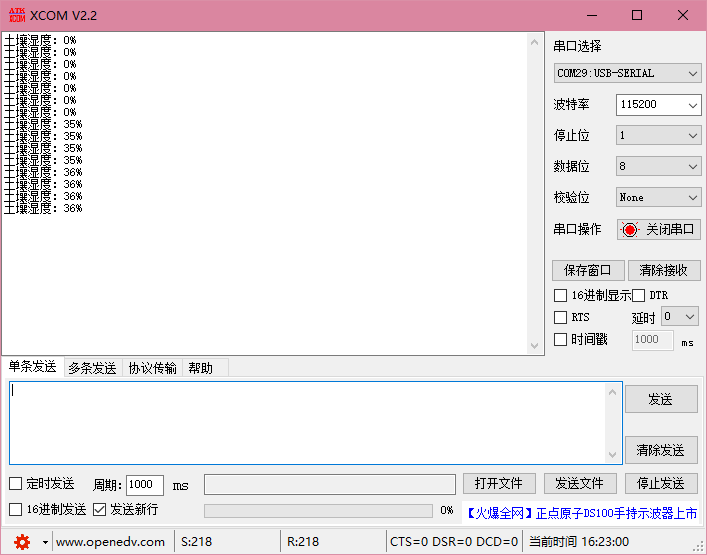 ATK
XCOM
XCOM V2.2
土壤湿度: 0%
土壤湿度: 0%
土壤湿度: 0%
土壤湿度: 0%
土壤湿度: 0%
土壤湿度: 0%
土壤湿度: 0%
土壤湿度: 35%
土壤湿度: 35%
土壤湿度: 35%
土壤湿度: 35%
土壤湿度: 36%
土壤湿度: 36%
土壤湿度: 36%
土壤湿度: 36%
串口选择
COM29:USB-SERIAL
波特率 115200
停止位 1
数据位 8
校验位 None
串口操作 关闭串口
保存窗口 清除接收
16进制显示 DTR
RTS 延时 0
时间戳 1000 ms
单条发送 多条发送 协议传输 帮助
发送
清除发送
定时发送 周期: 1000 ms 打开文件 发送文件 停止发送
16进制发送 发送新行 0% 【火爆全网】正点原子DS100手持示波器上市
www.openedv.com S:218 R:218 CTS=0 DSR=0 DCD=0 当前时间 16:23:00